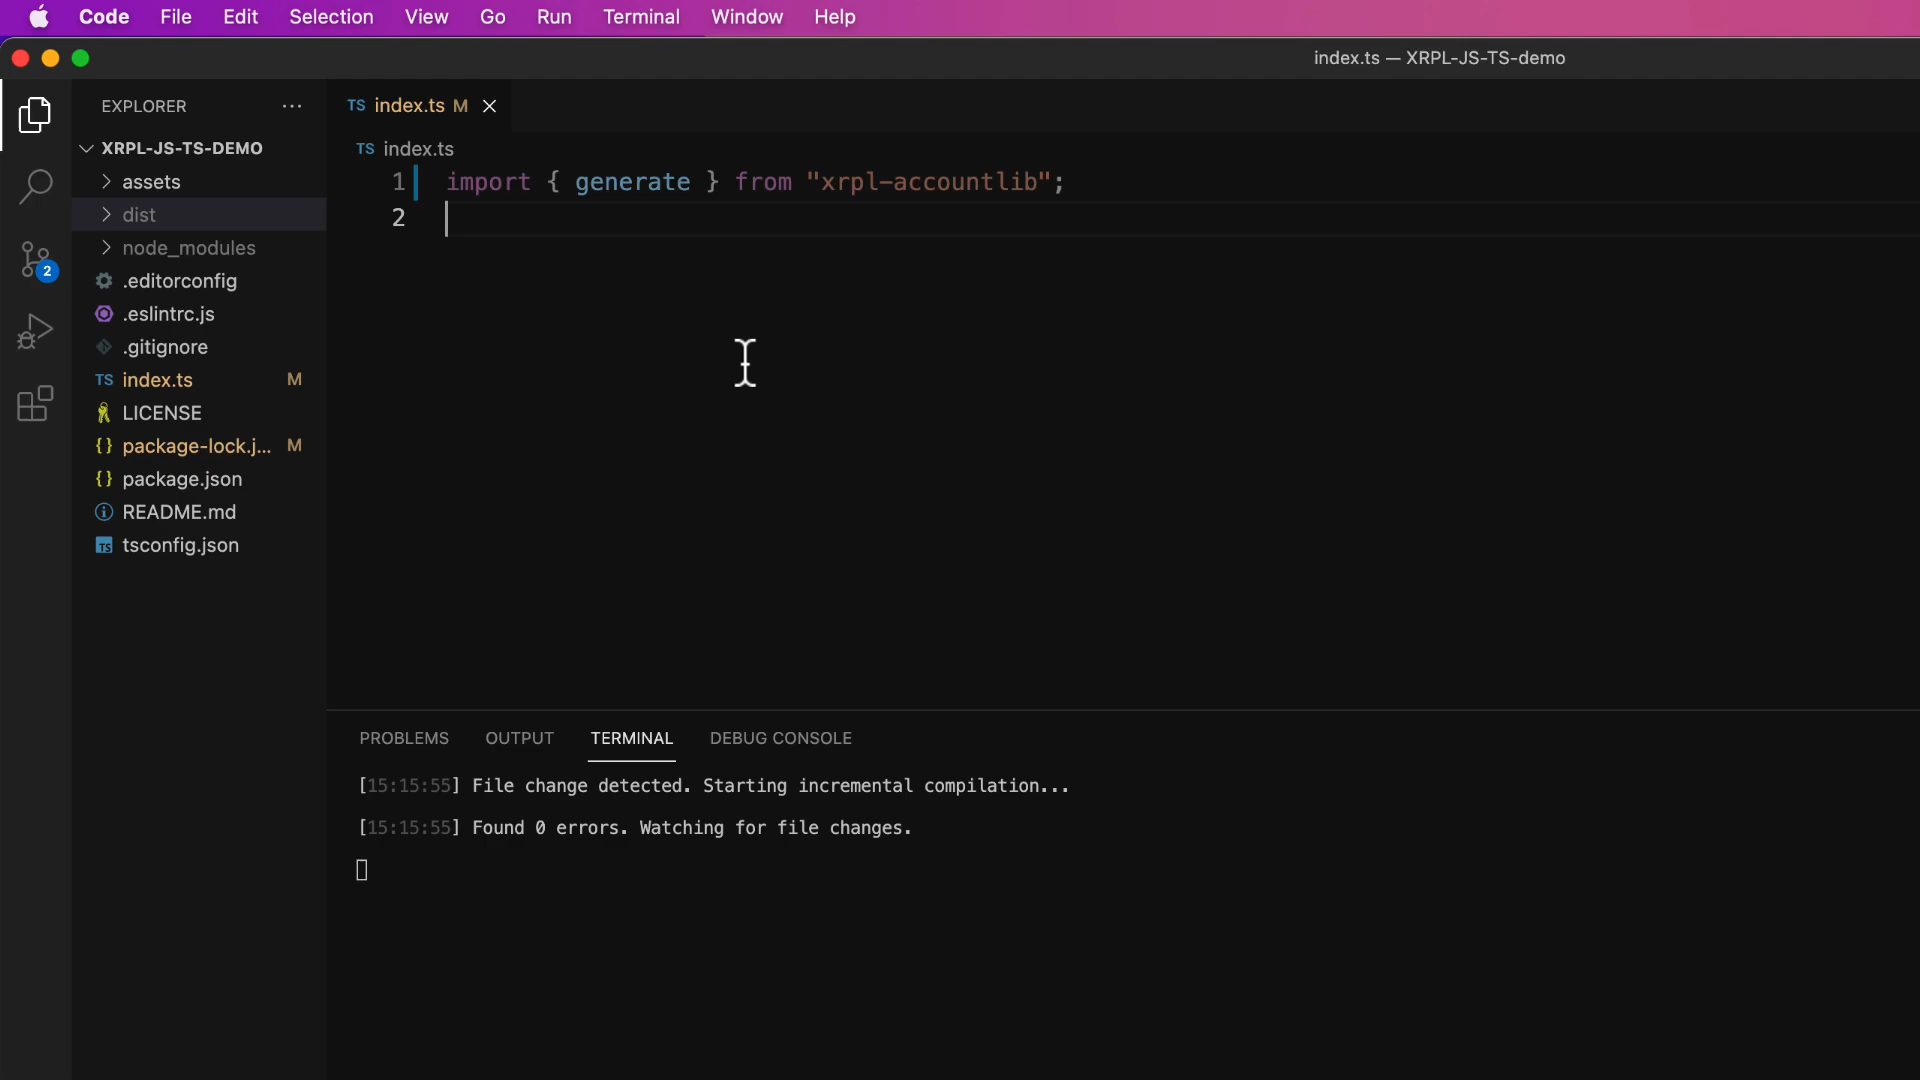 Code File Edit Selection View Go Run Terminal Window Help
index.ts — XRPL-JS-TS-demo
EXPLORER ···
TS index.ts M
XRPL-JS-TS-DEMO
TS index.ts
assets
dist
node_modules
.editorconfig
.eslintrc.js
.gitignore
TS index.ts M
LICENSE
{} package-lock.j... M
{} package.json
README.md
TS tsconfig.json
2
1 import { generate } from "xrpl-accountlib";
2
PROBLEMS OUTPUT TERMINAL DEBUG CONSOLE
[15:15:55] File change detected. Starting incremental compilation...
[15:15:55] Found 0 errors. Watching for file changes.